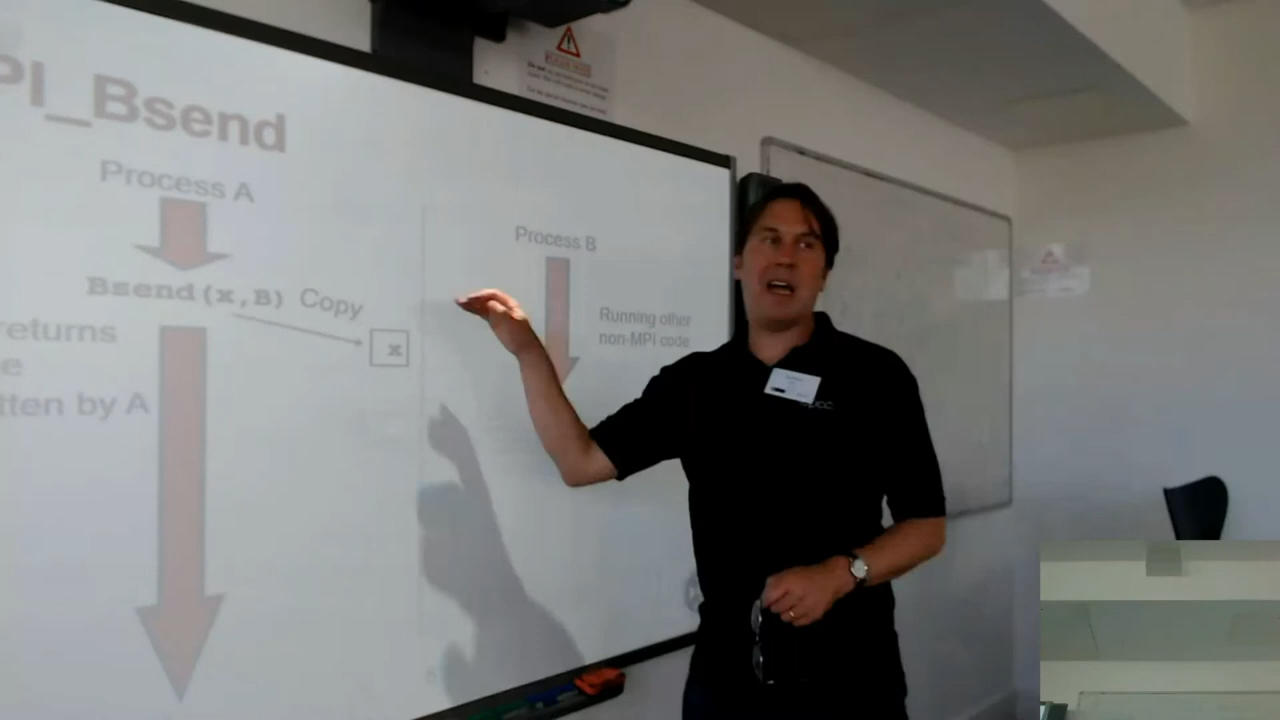 PI_Bsend
Process A
Bsend(x,B)
Copy
x
returns
e
tten by A
Process B
Running other
non-MPI code